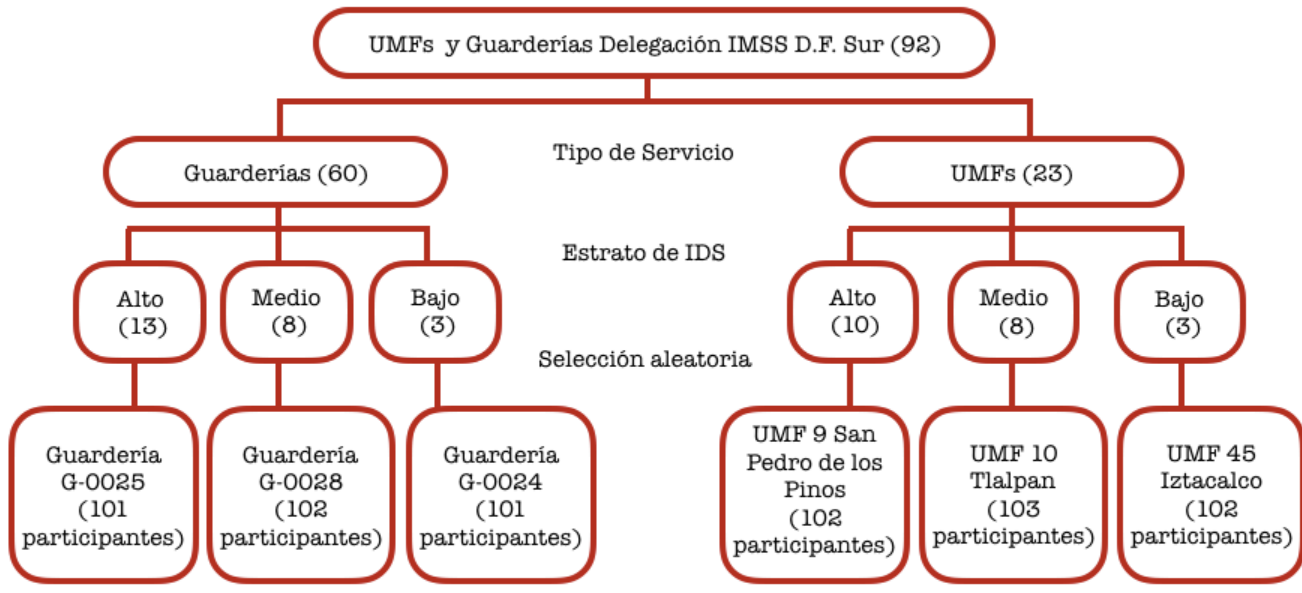 UMFs y Guarderías Delegación IMSS D.F. Sur (92)
Tipo de Servicio
Guarderías (60)
UMFs (23)
Estrato de IDS
Alto
(13)
Medio
(8)
Bajo
(3)
Alto
(10)
Medio
(8)
Bajo
(3)
Selección aleatoria
Guardería
G-0025
(101
participantes)
Guardería
G-0028
(102
participantes)
Guardería
G-0024
(101
participantes)
UMF 9 San
Pedro de los
Pinos
(102
participantes)
UMF 10
Tlalpan
(103
participantes)
UMF 45
Iztacalco
(102
participantes)